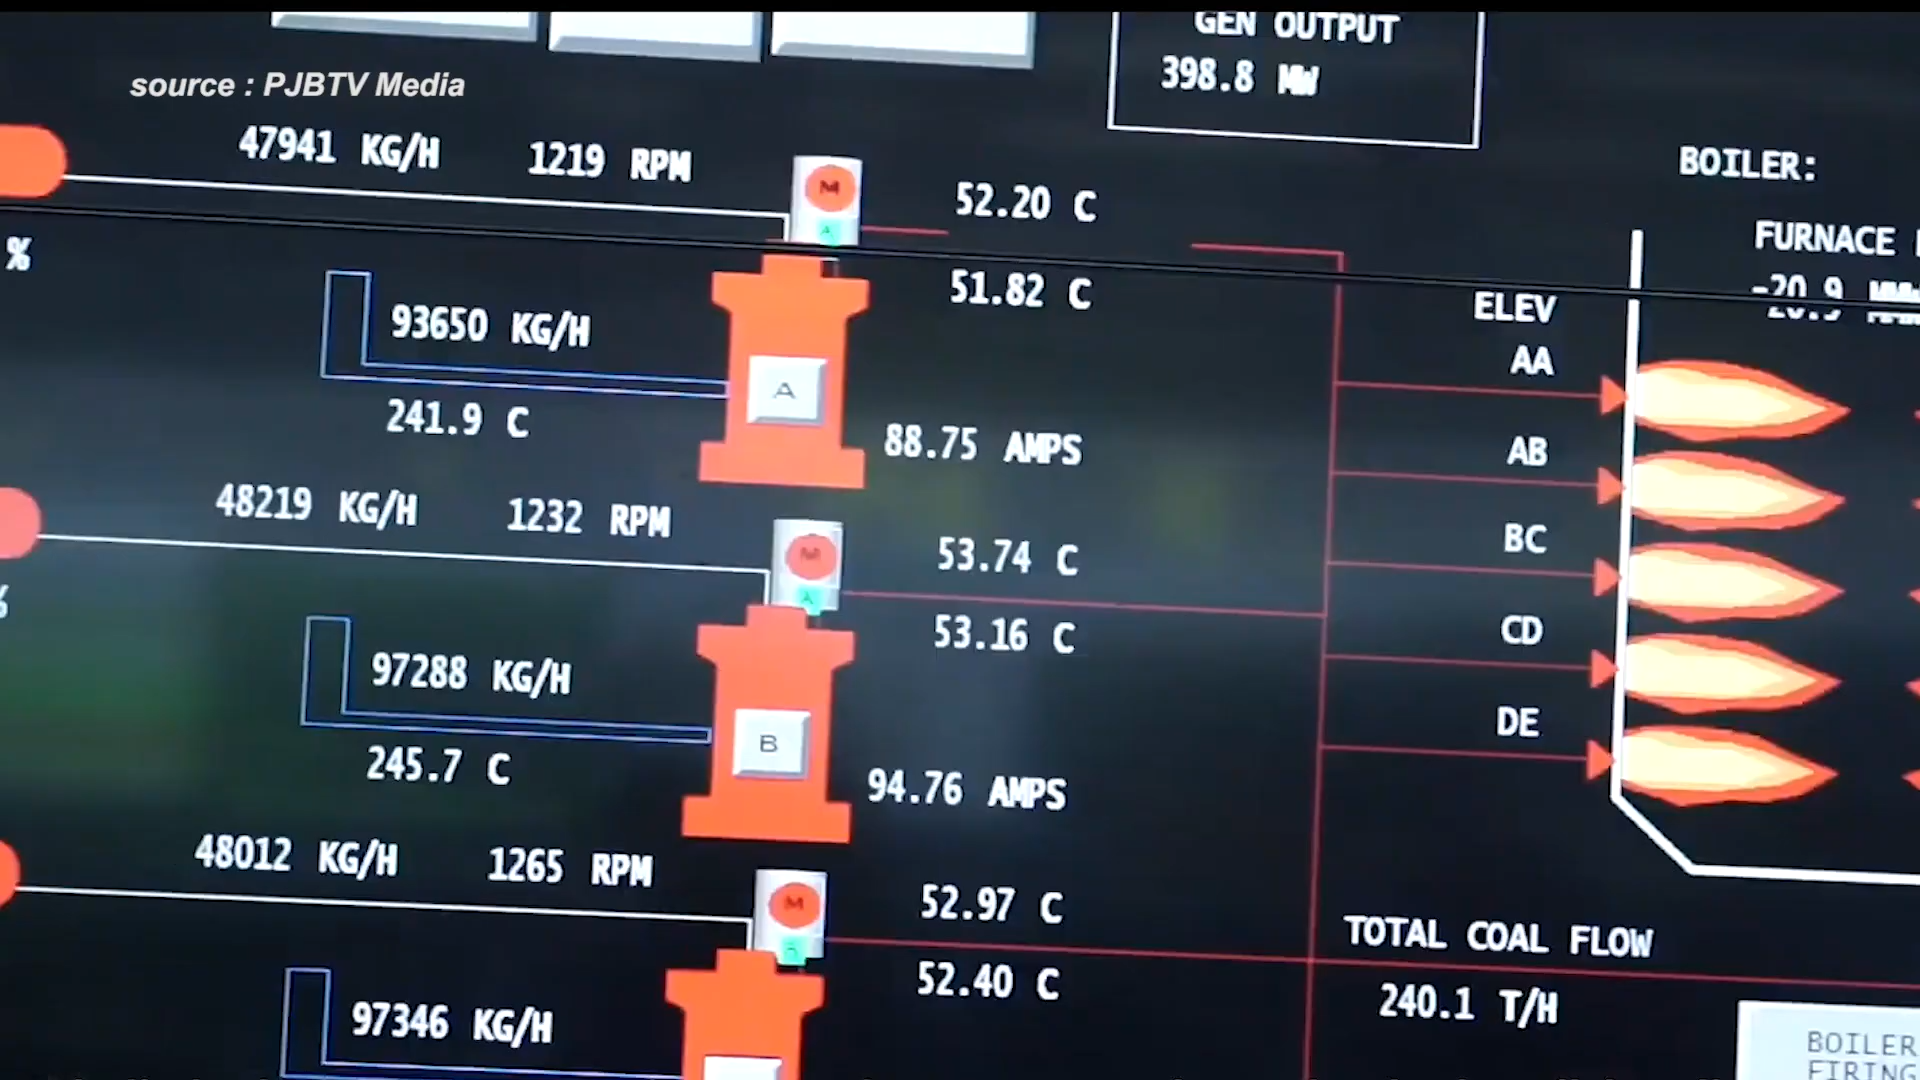 GEN OUTPUT
398.8 MW
source : PJBTV Media
47941 KG/H 1219 RPM
M
A
52.20 C
BOILER:
%
FURNACE
51.82 C
-20.9
ELEV
93650 KG/H
AA
A
241.9 C
88.75 AMPS
AB
48219 KG/H 1232 RPM
M
A
53.74 C
BC
%
53.16 C
CD
97288 KG/H
B
DE
245.7 C
94.76 AMPS
48012 KG/H 1265 RPM
M
A
52.97 C
TOTAL COAL FLOW
52.40 C
240.1 T/H
97346 KG/H
BOILER
FIRING